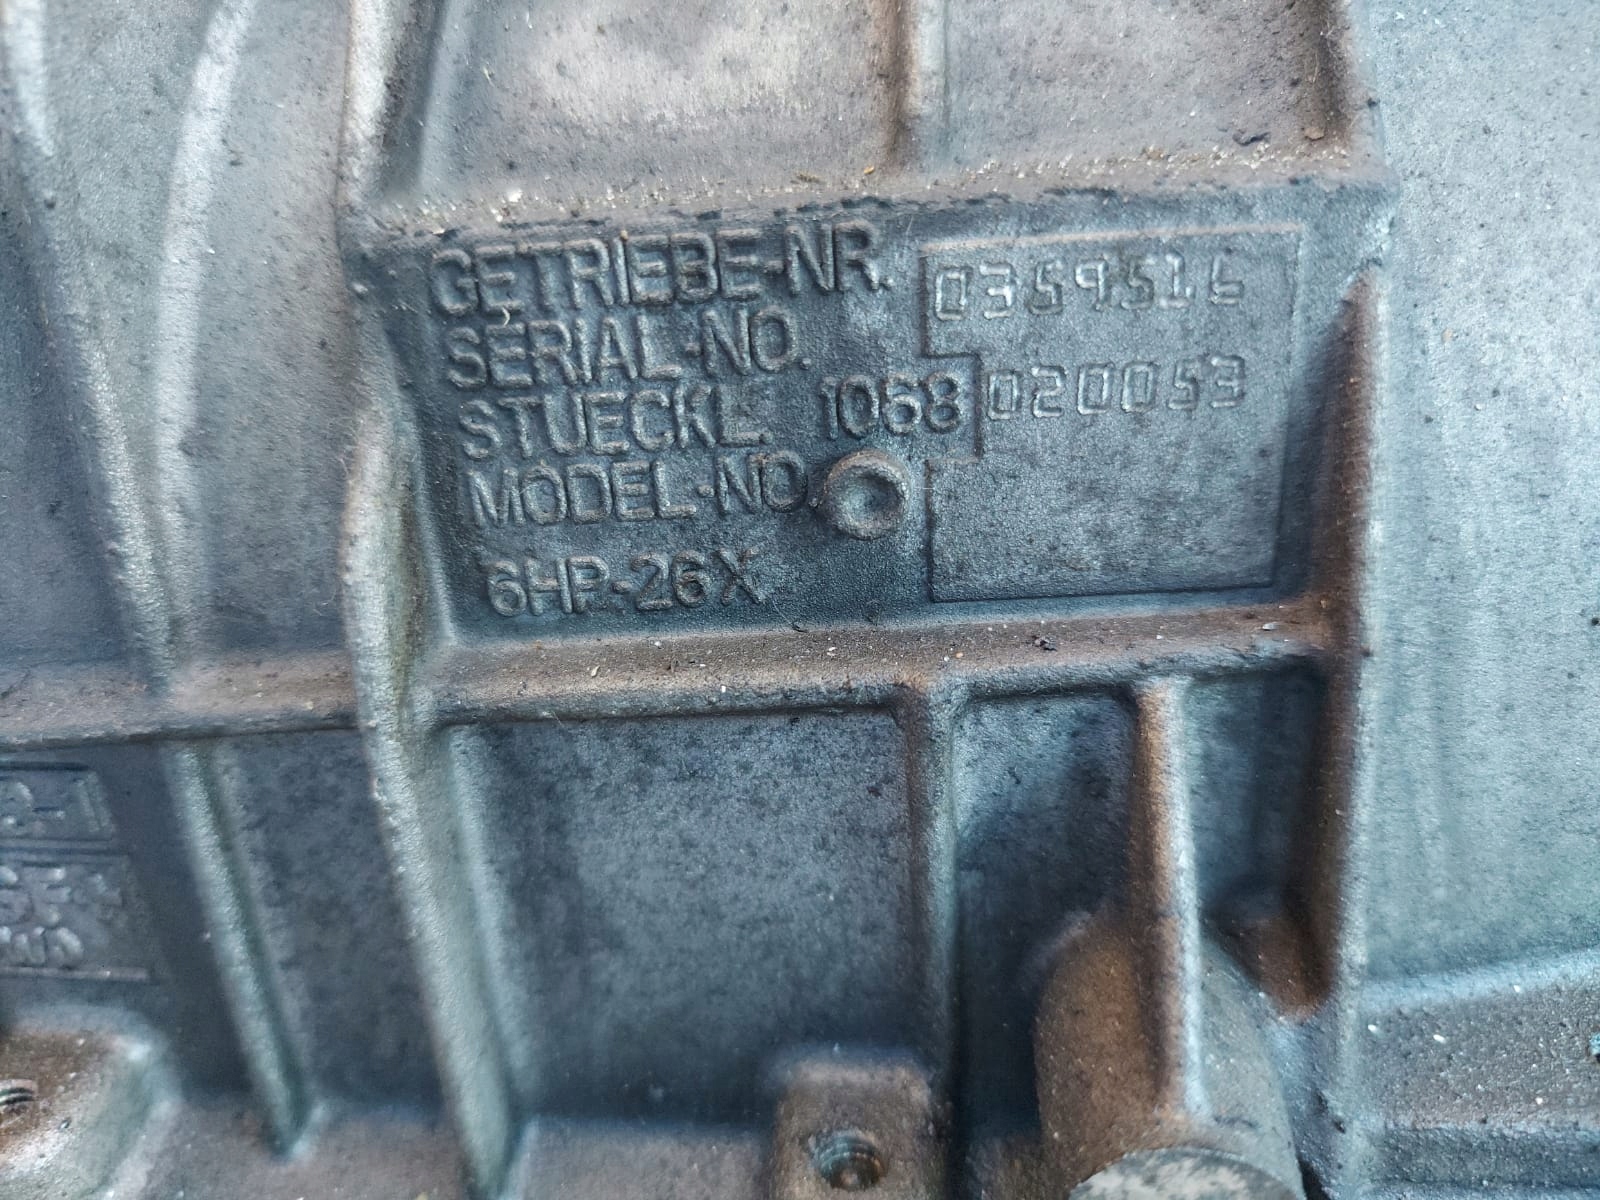 GETRIEBE-NR. 0359516
SERIAL-NO.
STUECKL. 1068 020053
MODEL-NO.
6HP-26X